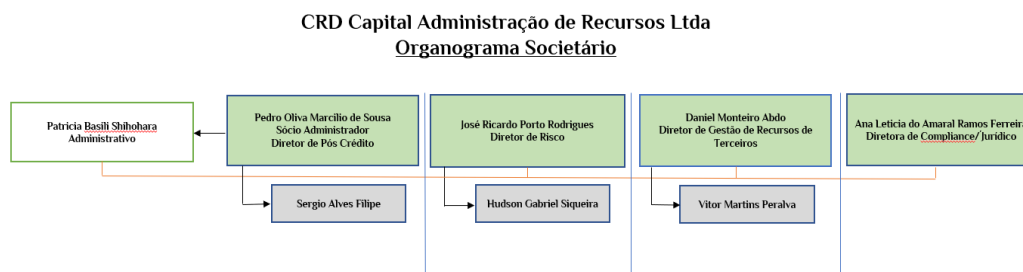 CRD Capital Administração de Recursos Ltda
Organograma Societário
Patricia Basili Shihohara
Administrativo
Pedro Oliva Marcílio de Sousa
Sócio Administrador
Diretor de Pós Crédito
José Ricardo Porto Rodrigues
Diretor de Risco
Daniel Monteiro Abdo
Diretor de Gestão de Recursos de
Terceiros
Ana Leticia do Amaral Ramos Ferreira
Diretora de Compliance/Jurídico
Sergio Alves Filipe
Hudson Gabriel Siqueira
Vitor Martins Peralva